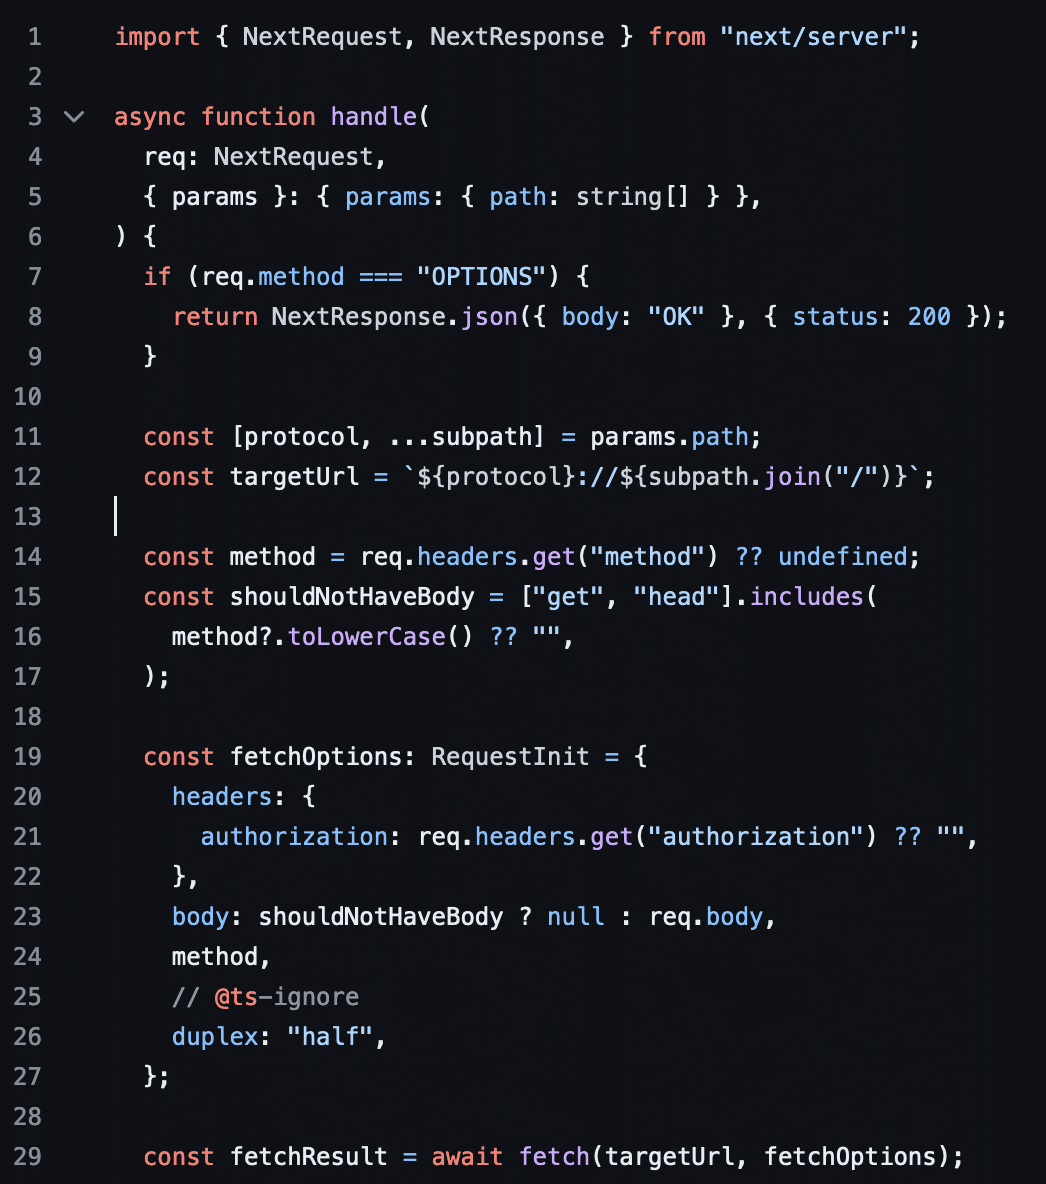 1 import { NextRequest, NextResponse } from "next/server";
2
3 async function handle(
4   req: NextRequest,
5   { params }: { params: { path: string[] } },
6 ) {
7   if (req.method === "OPTIONS") {
8     return NextResponse.json({ body: "OK" }, { status: 200 });
9   }
10
11   const [protocol, ...subpath] = params.path;
12   const targetUrl = `${protocol}://${subpath.join("/")}`;
13
14   const method = req.headers.get("method") ?? undefined;
15   const shouldNotHaveBody = ["get", "head"].includes(
16     method?.toLowerCase() ?? "",
17   );
18
19   const fetchOptions: RequestInit = {
20     headers: {
21       authorization: req.headers.get("authorization") ?? "",
22     },
23     body: shouldNotHaveBody ? null : req.body,
24     method,
25     // @ts-ignore
26     duplex: "half",
27   };
28
29   const fetchResult = await fetch(targetUrl, fetchOptions);